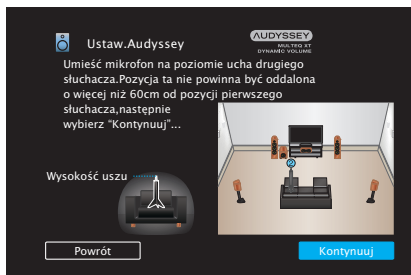 Ustaw.Audyssey
AUDYSSEY
MULTEQ XT
DYNAMIC VOLUME
Umieść mikrofon na poziomie ucha drugiego
słuchacza.Pozycja ta nie powinna być oddalona
o więcej niż 60cm od pozycji pierwszego
słuchacza,następnie
wybierz “Kontynuuj”...
Wysokość uszu
2
Powrót
Kontynuuj